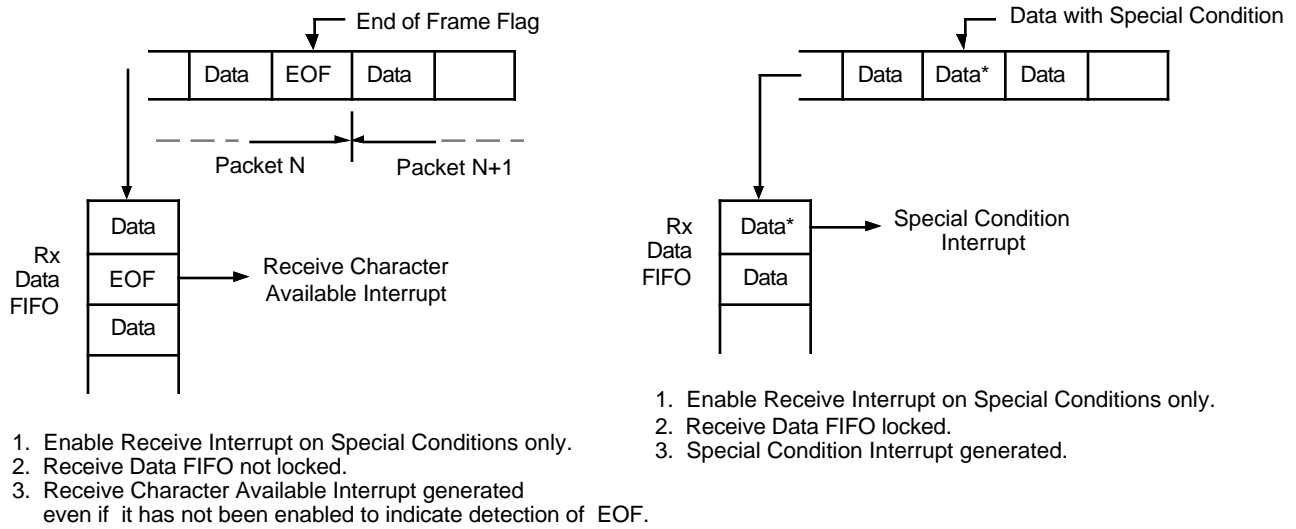 End of Frame Flag
Data EOF Data
Packet N Packet N+1
Rx
Data
FIFO
Data
EOF
Data
Receive Character
Available Interrupt
1. Enable Receive Interrupt on Special Conditions only.
2. Receive Data FIFO not locked.
3. Receive Character Available Interrupt generated
even if it has not been enabled to indicate detection of EOF.
Data with Special Condition
Data Data* Data
Rx
Data
FIFO
Data*
Data
Special Condition
Interrupt
1. Enable Receive Interrupt on Special Conditions only.
2. Receive Data FIFO locked.
3. Special Condition Interrupt generated.